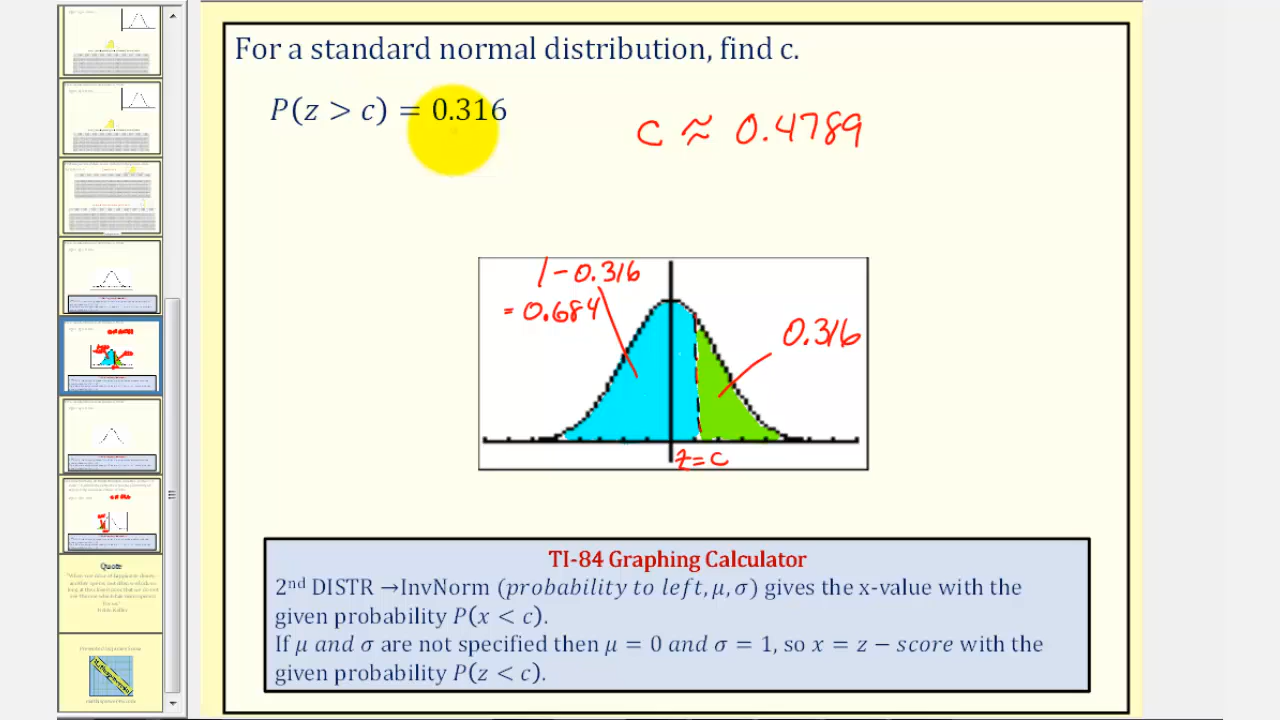 For a standard normal distribution, find c.
P(z > c) = 0.316
c ≈ 0.4789
1 - 0.316
= 0.684
0.316
z = c
TI-84 Graphing Calculator
2nd DISTR →InvNorm (probability to left, μ, σ) gives the x-value with the
given probability P(x < c).
If μ and σ are not specified then μ = 0 and σ = 1, so x = z − score with the
given probability P(z < c).
Quote